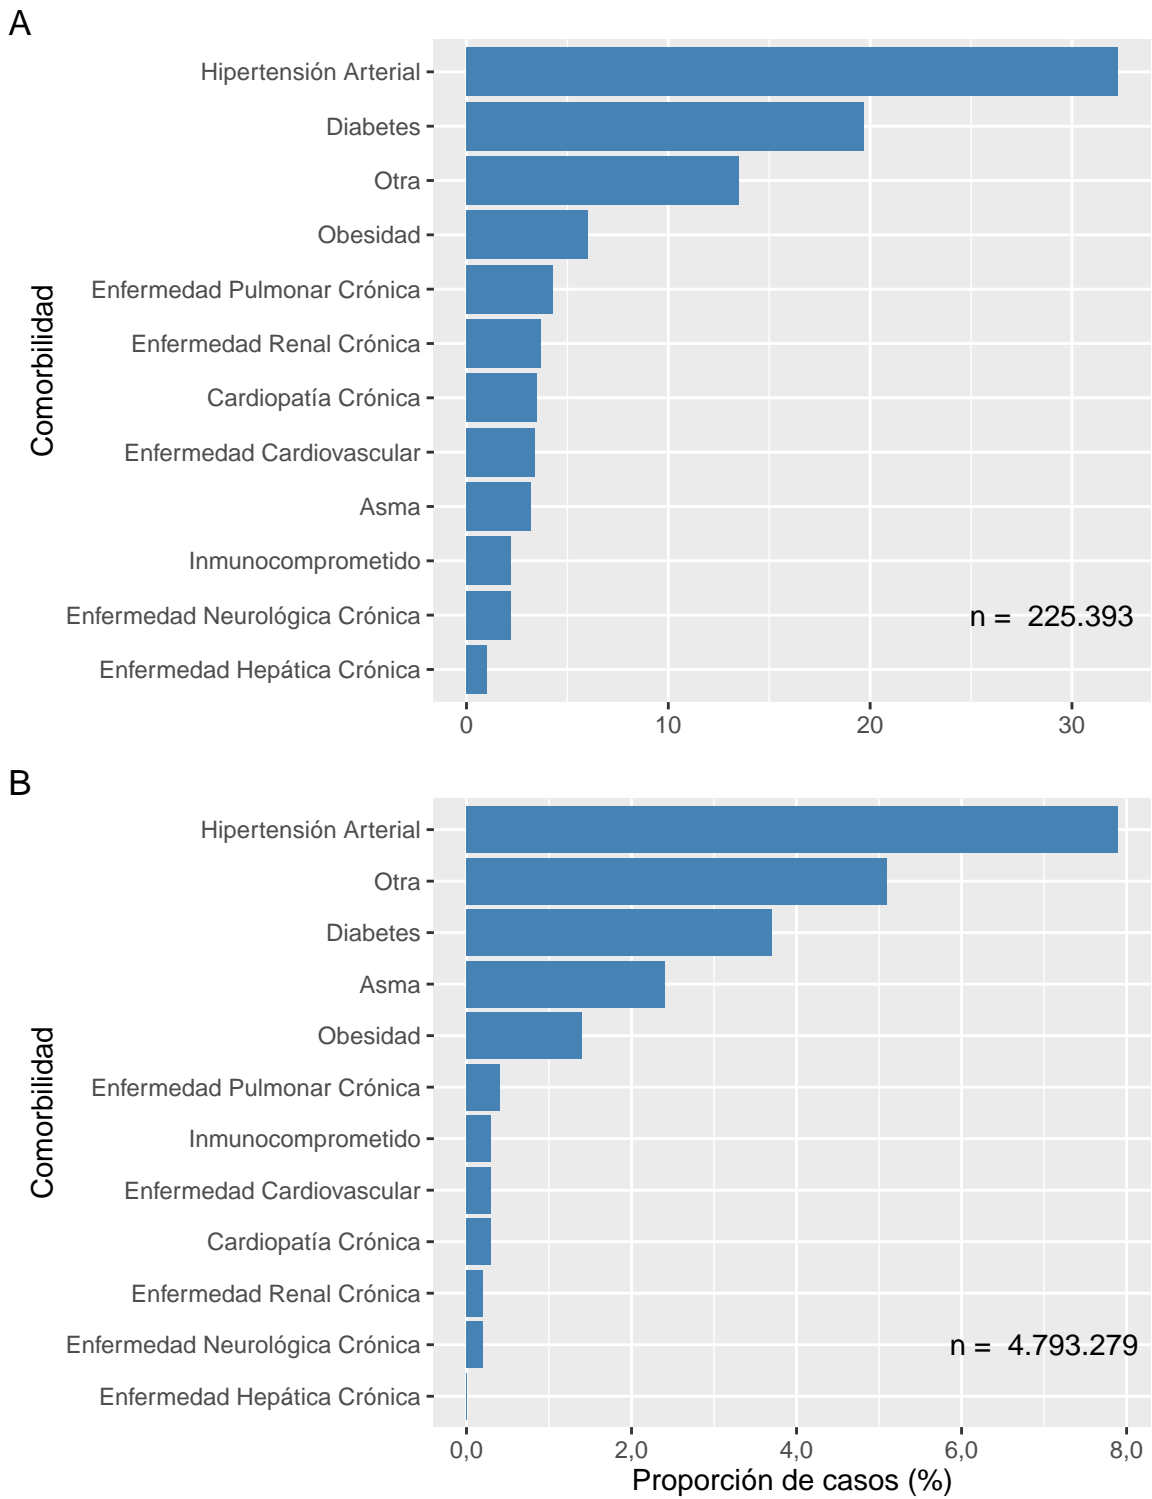 A
Hipertensión Arterial
Diabetes
Otra
Obesidad
Enfermedad Pulmonar Crónica
Enfermedad Renal Crónica
Cardiopatía Crónica
Enfermedad Cardiovascular
Asma
Inmunocomprometido
Enfermedad Neurológica Crónica
Enfermedad Hepática Crónica
Comorbilidad
n =  225.393
0 10 20 30
B
Hipertensión Arterial
Otra
Diabetes
Asma
Obesidad
Enfermedad Pulmonar Crónica
Inmunocomprometido
Enfermedad Cardiovascular
Cardiopatía Crónica
Enfermedad Renal Crónica
Enfermedad Neurológica Crónica
Enfermedad Hepática Crónica
Comorbilidad
n =  4.793.279
0,0 2,0 4,0 6,0 8,0
Proporción de casos (%)